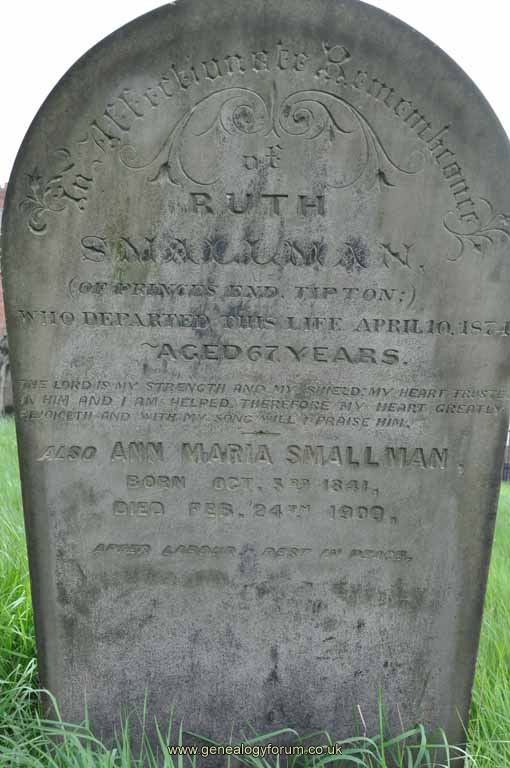 In Affectionate Remembrance
of
RUTH
SMALLMAN,
(OF PRINCES END, TIPTON;)
WHO DEPARTED THIS LIFE APRIL 10, 1874
AGED 67 YEARS.
THE LORD IS MY STRENGTH AND MY SHIELD: MY HEART TRUSTED
IN HIM AND I AM HELPED, THEREFORE MY HEART GREATLY
REJOICETH AND WITH MY SONG WILL I PRAISE HIM.
ALSO ANN MARIA SMALLMAN,
BORN OCT. 3RD 1841,
DIED FEB. 24TH 1909,
AFTER LABOUR REST IN PEACE.
www.genealogyforum.co.uk